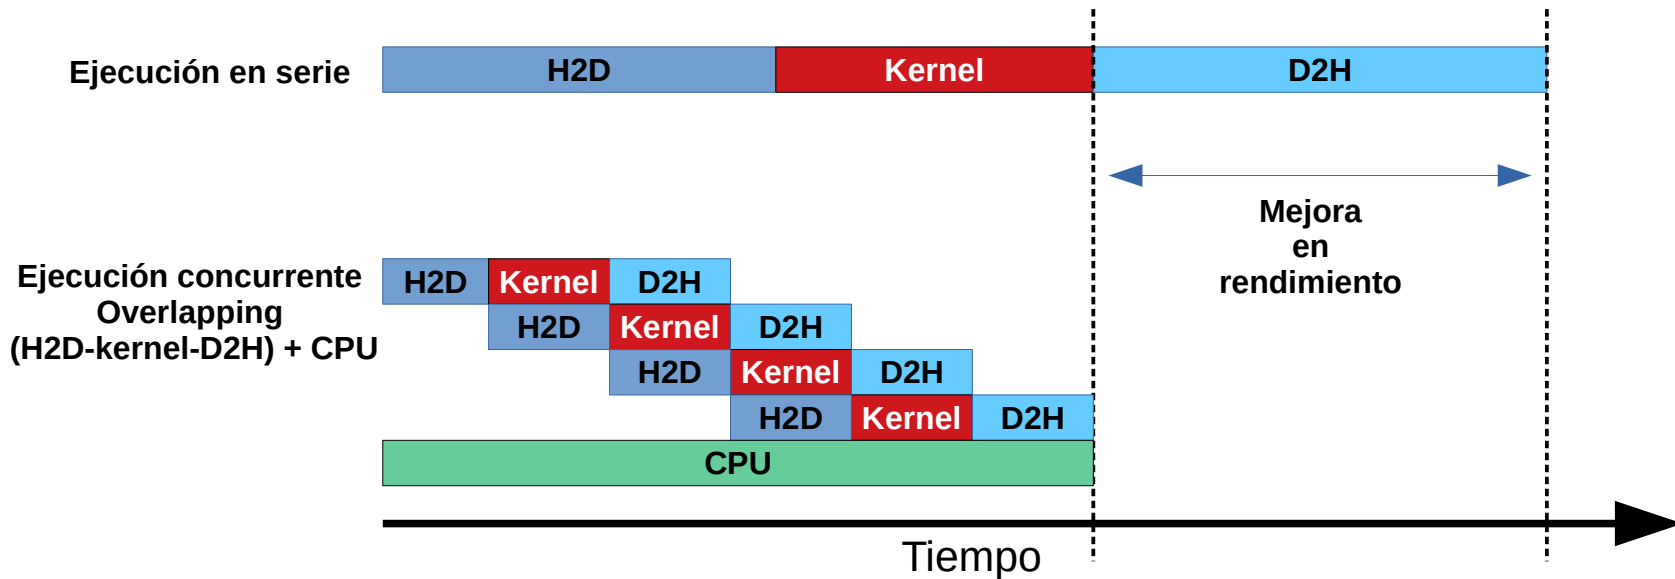 Ejecución en serie
H2D
Kernel
D2H
Mejora
en
rendimiento
Ejecución concurrente
Overlapping
(H2D-kernel-D2H) + CPU
H2D
Kernel
D2H
H2D
Kernel
D2H
H2D
Kernel
D2H
H2D
Kernel
D2H
CPU
Tiempo